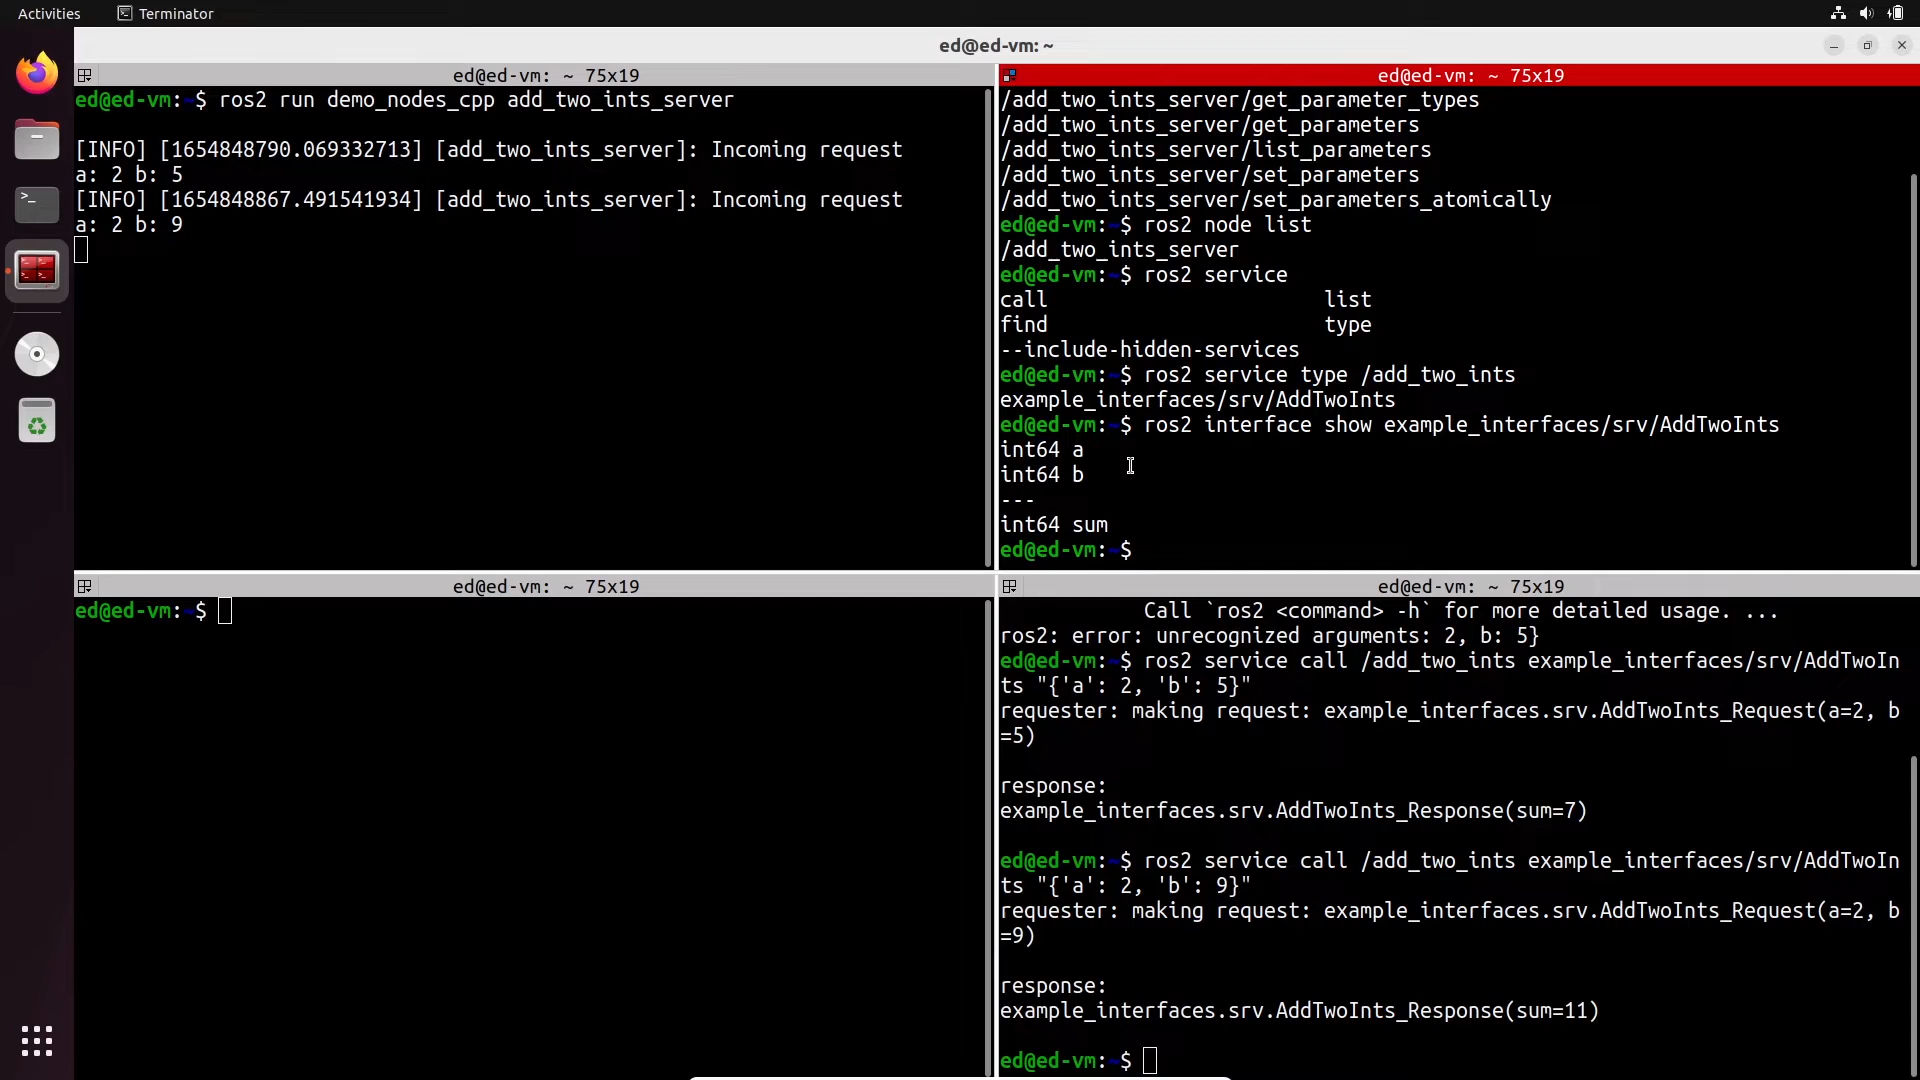 Activities
Terminator
ed@ed-vm: ~
ed@ed-vm: ~ 75x19
ed@ed-vm:~$ ros2 run demo_nodes_cpp add_two_ints_server
[INFO] [1654848790.069332713] [add_two_ints_server]: Incoming request
a: 2 b: 5
[INFO] [1654848867.491541934] [add_two_ints_server]: Incoming request
a: 2 b: 9
ed@ed-vm: ~ 75x19
/add_two_ints_server/get_parameter_types
/add_two_ints_server/get_parameters
/add_two_ints_server/list_parameters
/add_two_ints_server/set_parameters
/add_two_ints_server/set_parameters_atomically
ed@ed-vm:~$ ros2 node list
/add_two_ints_server
ed@ed-vm:~$ ros2 service
call list
find type
--include-hidden-services
ed@ed-vm:~$ ros2 service type /add_two_ints
example_interfaces/srv/AddTwoInts
ed@ed-vm:~$ ros2 interface show example_interfaces/srv/AddTwoInts
int64 a
int64 b
---
int64 sum
ed@ed-vm:~$
ed@ed-vm: ~ 75x19
ed@ed-vm:~$
ed@ed-vm: ~ 75x19
Call `ros2 <command> -h` for more detailed usage. ...
ros2: error: unrecognized arguments: 2, b: 5}
ed@ed-vm:~$ ros2 service call /add_two_ints example_interfaces/srv/AddTwoIn
ts "{'a': 2, 'b': 5}"
requester: making request: example_interfaces.srv.AddTwoInts_Request(a=2, b
=5)
response:
example_interfaces.srv.AddTwoInts_Response(sum=7)
ed@ed-vm:~$ ros2 service call /add_two_ints example_interfaces/srv/AddTwoIn
ts "{'a': 2, 'b': 9}"
requester: making request: example_interfaces.srv.AddTwoInts_Request(a=2, b
=9)
response:
example_interfaces.srv.AddTwoInts_Response(sum=11)
ed@ed-vm:~$